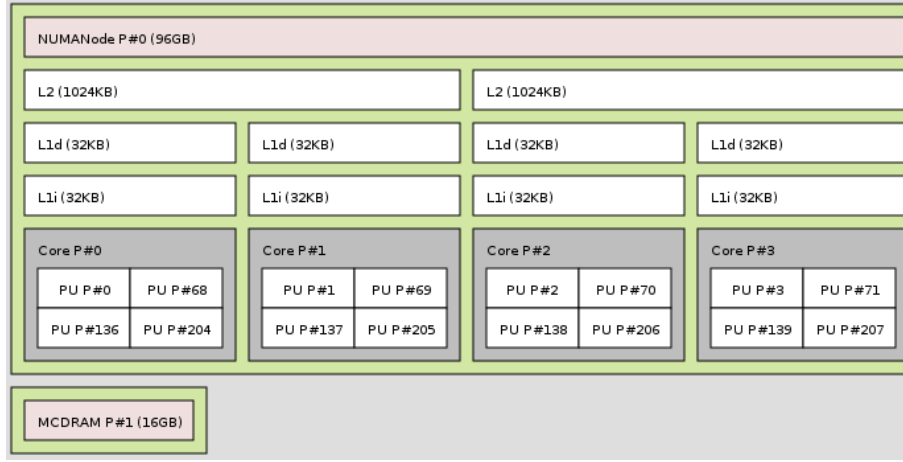 NUMANode P#0 (96GB)
L2 (1024KB) L2 (1024KB)
L1d (32KB) L1d (32KB) L1d (32KB) L1d (32KB)
L1i (32KB) L1i (32KB) L1i (32KB) L1i (32KB)
Core P#0 Core P#1 Core P#2 Core P#3
PU P#0 PU P#68 PU P#1 PU P#69 PU P#2 PU P#70 PU P#3 PU P#71
PU P#136 PU P#204 PU P#137 PU P#205 PU P#138 PU P#206 PU P#139 PU P#207
MCDRAM P#1 (16GB)